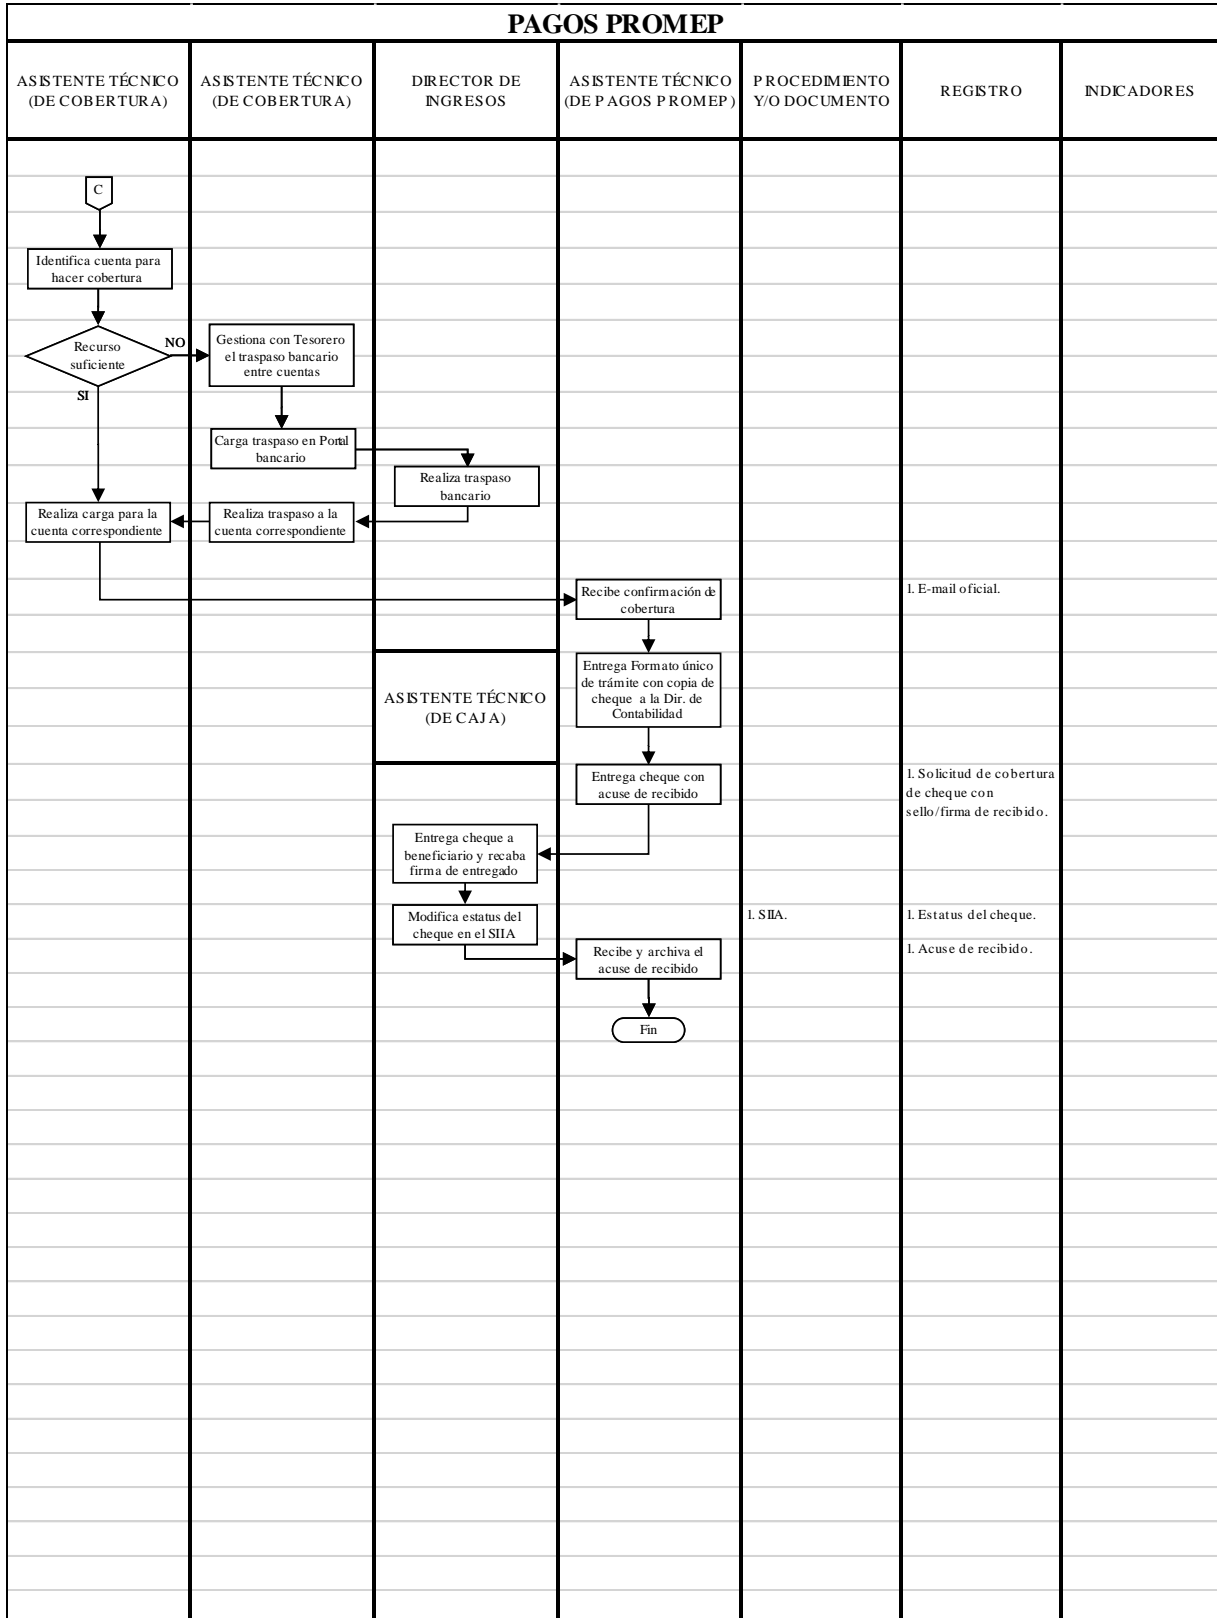 PAGOS PROMEP
ASISTENTE TÉCNICO
(DE COBERTURA)
ASISTENTE TÉCNICO
(DE COBERTURA)
DIRECTOR DE
INGRESOS
ASISTENTE TÉCNICO
(DE PAGOS PROMEP)
PROCEDIMIENTO
Y/O DOCUMENTO
REGISTRO
INDICADORES
C
Identifica cuenta para
hacer cobertura
Recurso
suficiente
NO
SI
Gestiona con Tesorero
el traspaso bancario
entre cuentas
Carga traspaso en Portal
bancario
Realiza traspaso
bancario
Realiza traspaso a la
cuenta correspondiente
Realiza carga para la
cuenta correspondiente
Recibe confirmación de
cobertura
1. E-mail oficial.
Entrega Formato único
de trámite con copia de
cheque a la Dir. de
Contabilidad
ASISTENTE TÉCNICO
(DE CAJA)
Entrega cheque con
acuse de recibido
1. Solicitud de cobertura
de cheque con
sello/firma de recibido.
Entrega cheque a
beneficiario y recaba
firma de entregado
Modifica estatus del
cheque en el SIIA
1. SIIA.
1. Estatus del cheque.
Recibe y archiva el
acuse de recibido
1. Acuse de recibido.
Fin